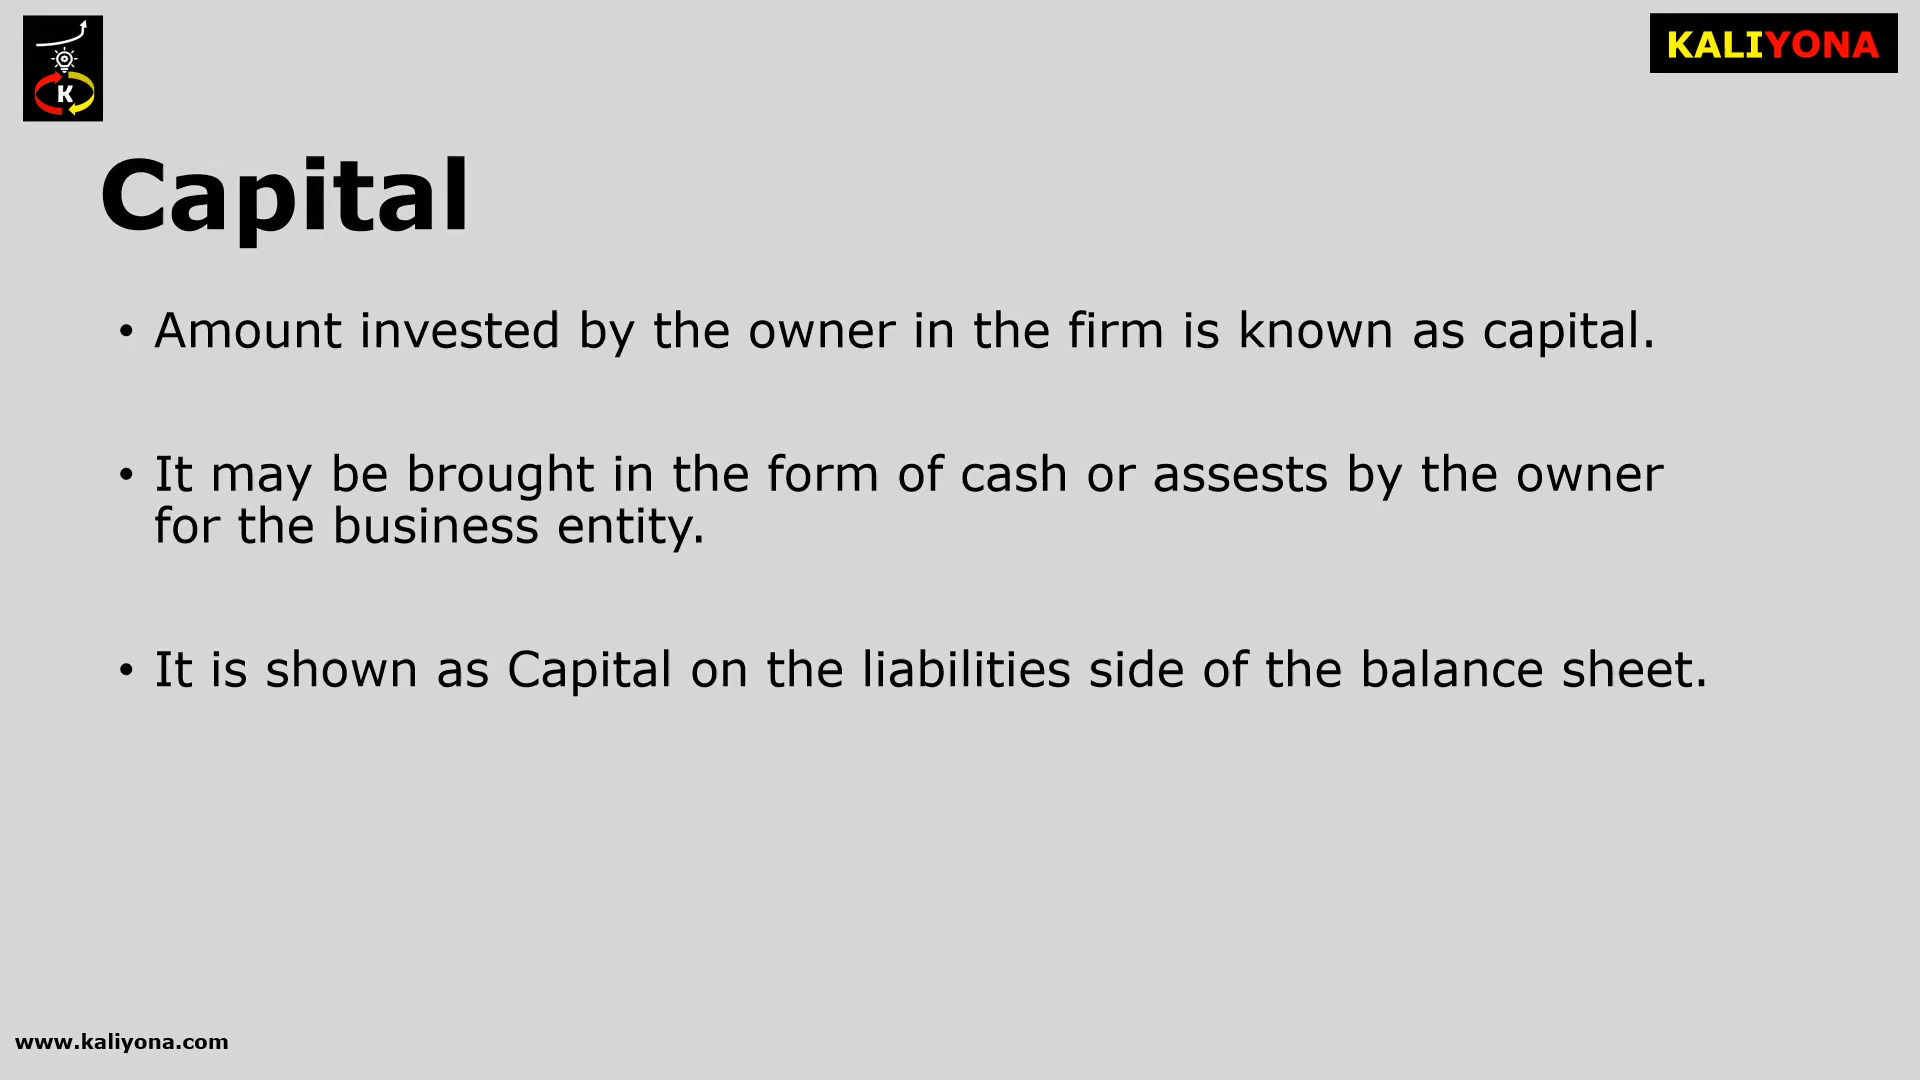 K
KALIYONA
Capital
• Amount invested by the owner in the firm is known as capital.
• It may be brought in the form of cash or assests by the owner
for the business entity.
• It is shown as Capital on the liabilities side of the balance sheet.
www.kaliyona.com